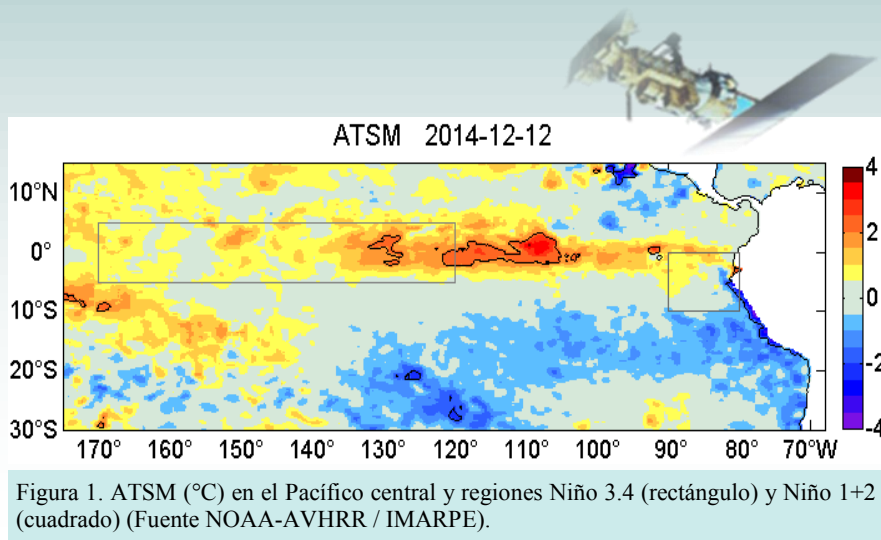 ATSM 2014-12-12
10°N
0°
10°S
20°S
30°S
170° 160° 150° 140° 130° 120° 110° 100° 90° 80° 70°W
4
2
0
-2
-4
Figura 1. ATSM (°C) en el Pacífico central y regiones Niño 3.4 (rectángulo) y Niño 1+2
(cuadrado) (Fuente NOAA-AVHRR / IMARPE).